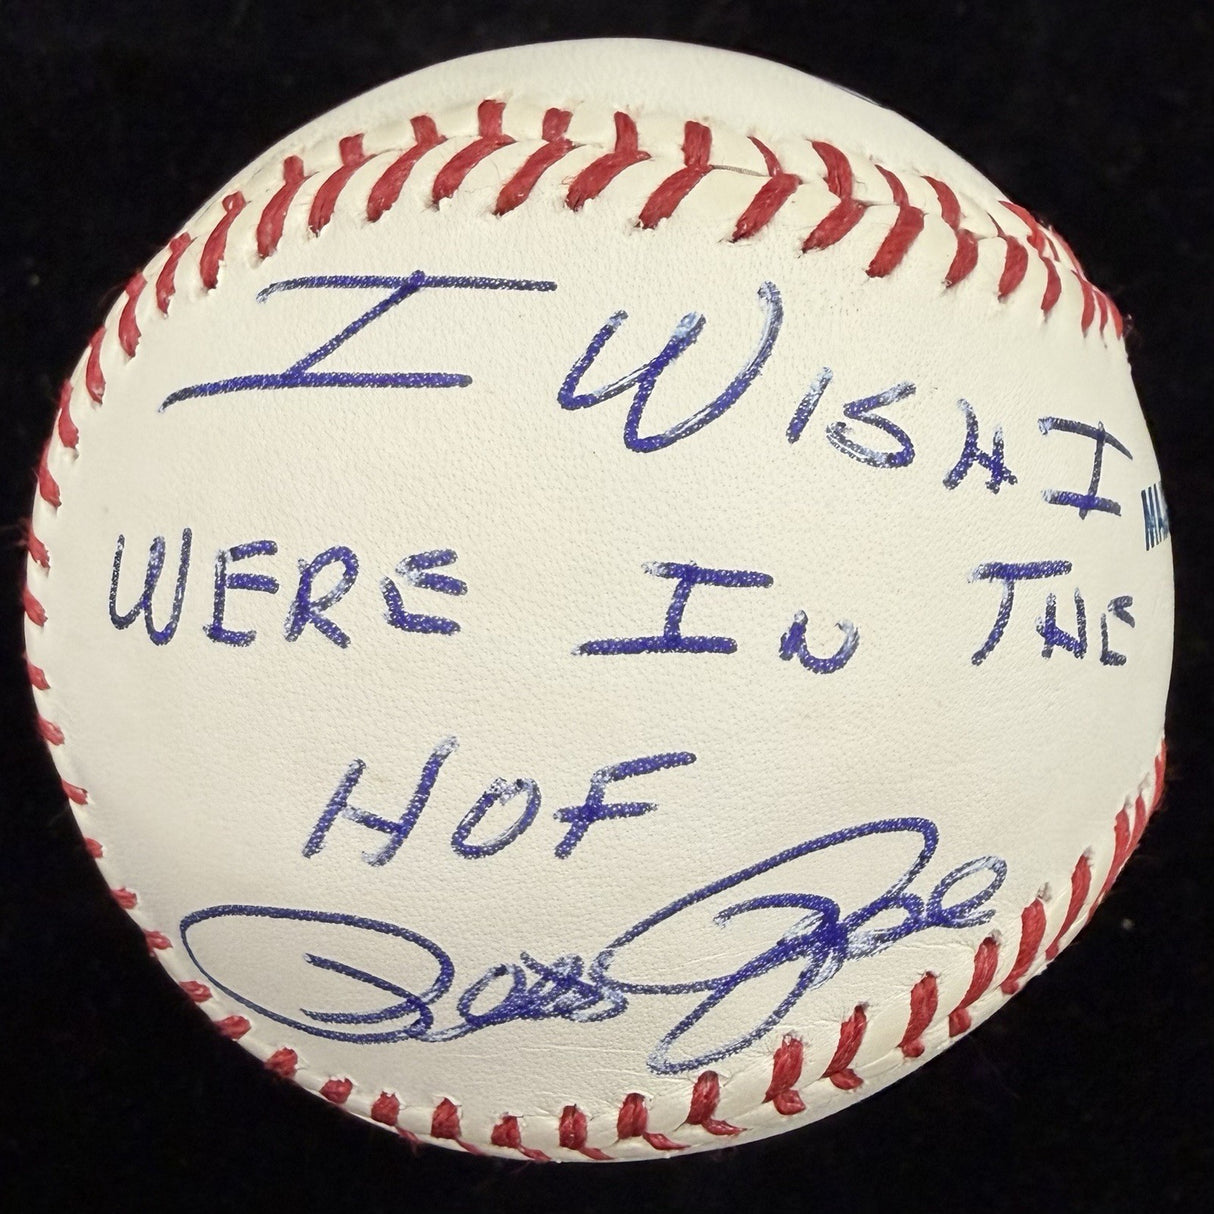 I WISH I
WERE IN THE
HOF